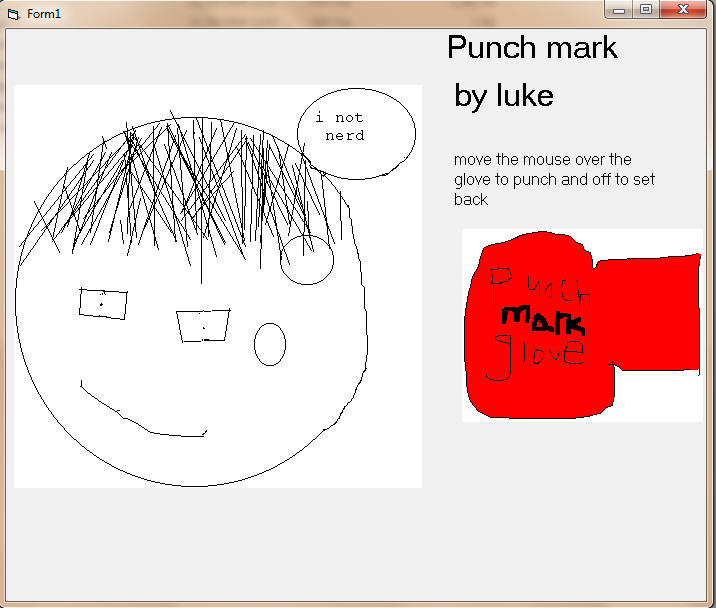 Form1
Punch mark
by luke
i not
nerd
move the mouse over the
glove to punch and off to set
back
punch
mark
glove